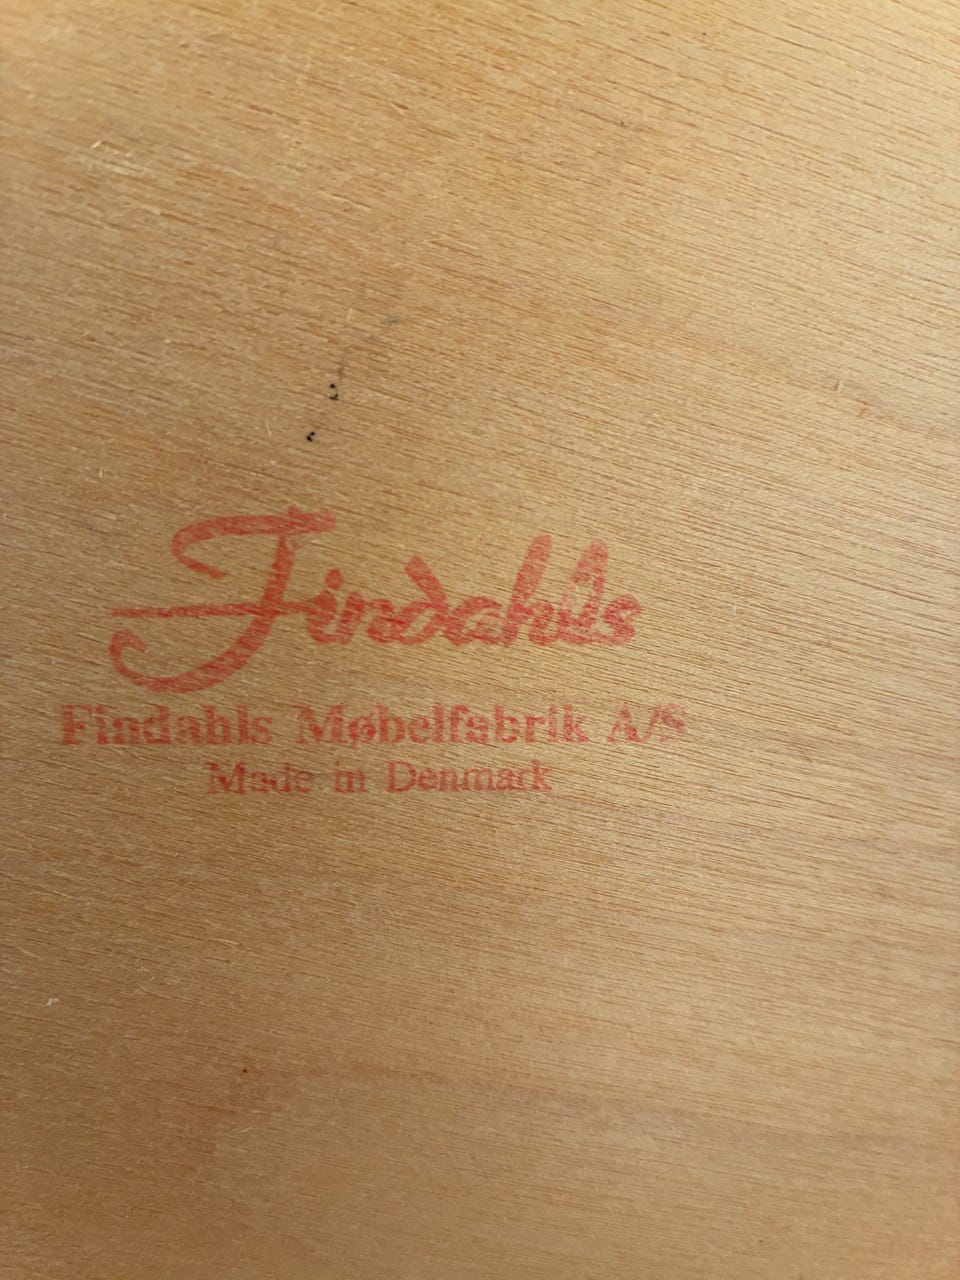 Findahls
Findahls Møbelfabrik A/S
Made in Denmark